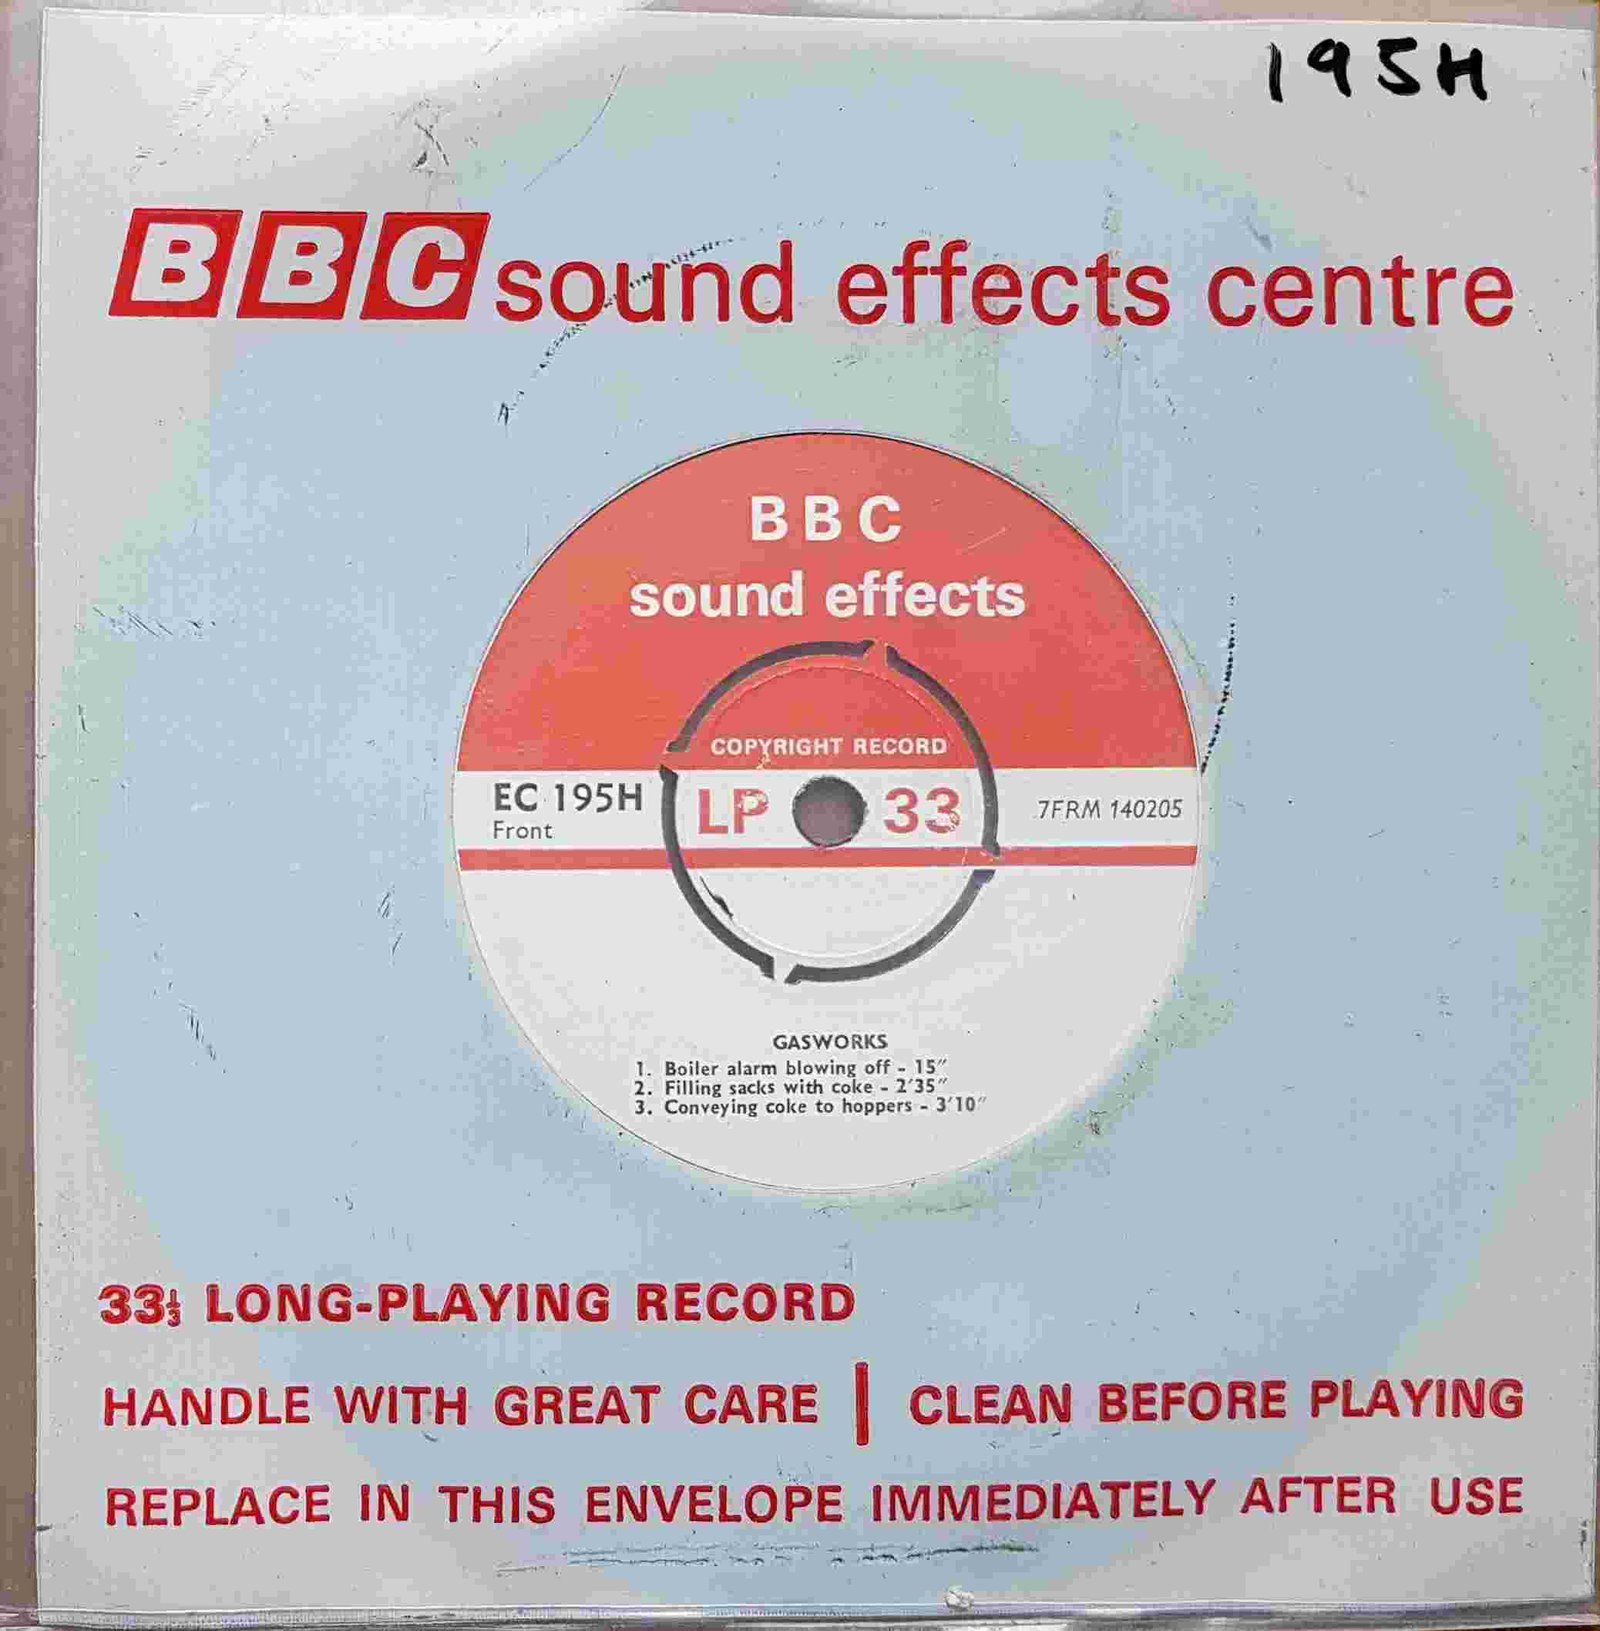 195H
BBC sound effects centre
BBC
sound effects
COPYRIGHT RECORD
EC 195H
Front
LP 33
7FRM 140205
GASWORKS
1. Boiler alarm blowing off - 15"
2. Filling sacks with coke - 2'35"
3. Conveying coke to hoppers - 3'10"
33⅓ LONG-PLAYING RECORD
HANDLE WITH GREAT CARE | CLEAN BEFORE PLAYING
REPLACE IN THIS ENVELOPE IMMEDIATELY AFTER USE